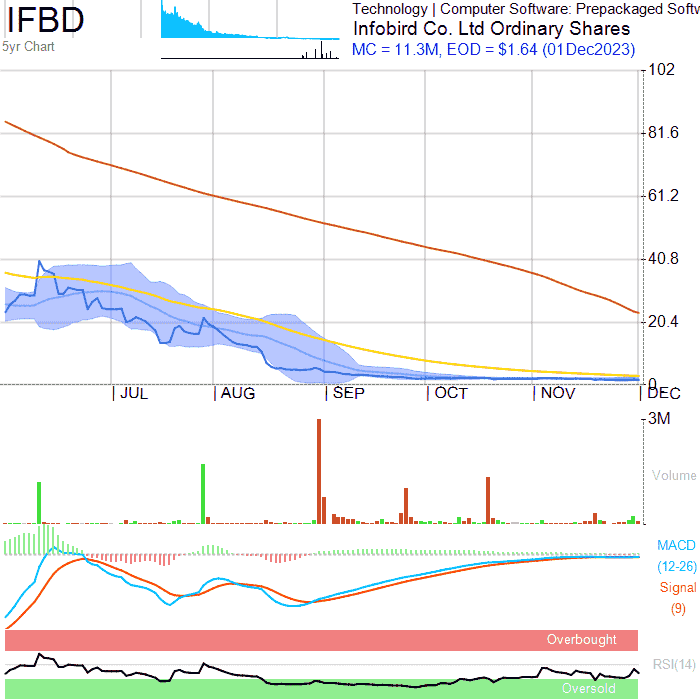 IFBD
5yr Chart
Technology | Computer Software: Prepackaged Softw
Infobird Co. Ltd Ordinary Shares
MC = 11.3M, EOD = $1.64 (01Dec2023)
102
81.6
61.2
40.8
20.4
0
JUL
AUG
SEP
OCT
NOV
DEC
3M
Volume
MACD
(12-26)
Signal
(9)
Overbought
RSI(14)
Oversold